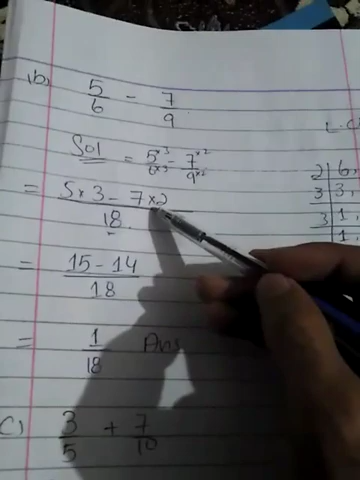 (b) 5/6 - 7/9
L.C
Sol = 5×3/6×3 - 7×2/9×2
= 5×3 - 7×2 / 18
2 | 6,
3 | 3,
3 | 1,
1,
= 15 - 14 / 18
= 1/18 Ans
C) 3/5 + 7/10